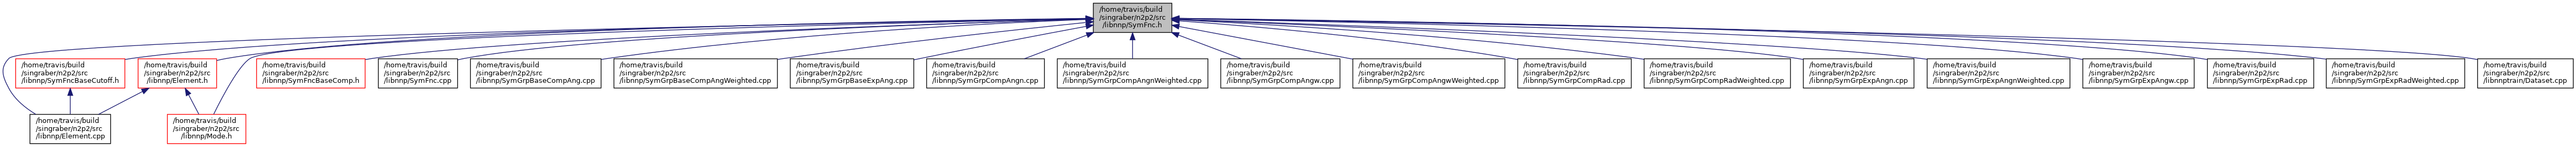 /home/travis/build
/singraber/n2p2/src
/libnnp/SymFnc.h
/home/travis/build
/singraber/n2p2/src
/libnnp/SymFncBaseCutoff.h
/home/travis/build
/singraber/n2p2/src
/libnnp/Element.h
/home/travis/build
/singraber/n2p2/src
/libnnp/SymFncBaseComp.h
/home/travis/build
/singraber/n2p2/src
/libnnp/SymFnc.cpp
/home/travis/build
/singraber/n2p2/src
/libnnp/SymGrpBaseCompAng.cpp
/home/travis/build
/singraber/n2p2/src
/libnnp/SymGrpBaseCompAngWeighted.cpp
/home/travis/build
/singraber/n2p2/src
/libnnp/SymGrpBaseExpAng.cpp
/home/travis/build
/singraber/n2p2/src
/libnnp/SymGrpCompAngn.cpp
/home/travis/build
/singraber/n2p2/src
/libnnp/SymGrpCompAngnWeighted.cpp
/home/travis/build
/singraber/n2p2/src
/libnnp/SymGrpCompAngw.cpp
/home/travis/build
/singraber/n2p2/src
/libnnp/SymGrpCompAngwWeighted.cpp
/home/travis/build
/singraber/n2p2/src
/libnnp/SymGrpCompRad.cpp
/home/travis/build
/singraber/n2p2/src
/libnnp/SymGrpCompRadWeighted.cpp
/home/travis/build
/singraber/n2p2/src
/libnnp/SymGrpExpAngn.cpp
/home/travis/build
/singraber/n2p2/src
/libnnp/SymGrpExpAngnWeighted.cpp
/home/travis/build
/singraber/n2p2/src
/libnnp/SymGrpExpAngw.cpp
/home/travis/build
/singraber/n2p2/src
/libnnp/SymGrpExpRad.cpp
/home/travis/build
/singraber/n2p2/src
/libnnp/SymGrpExpRadWeighted.cpp
/home/travis/build
/singraber/n2p2/src
/libnnptrain/Dataset.cpp
/home/travis/build
/singraber/n2p2/src
/libnnp/Element.cpp
/home/travis/build
/singraber/n2p2/src
/libnnp/Mode.h